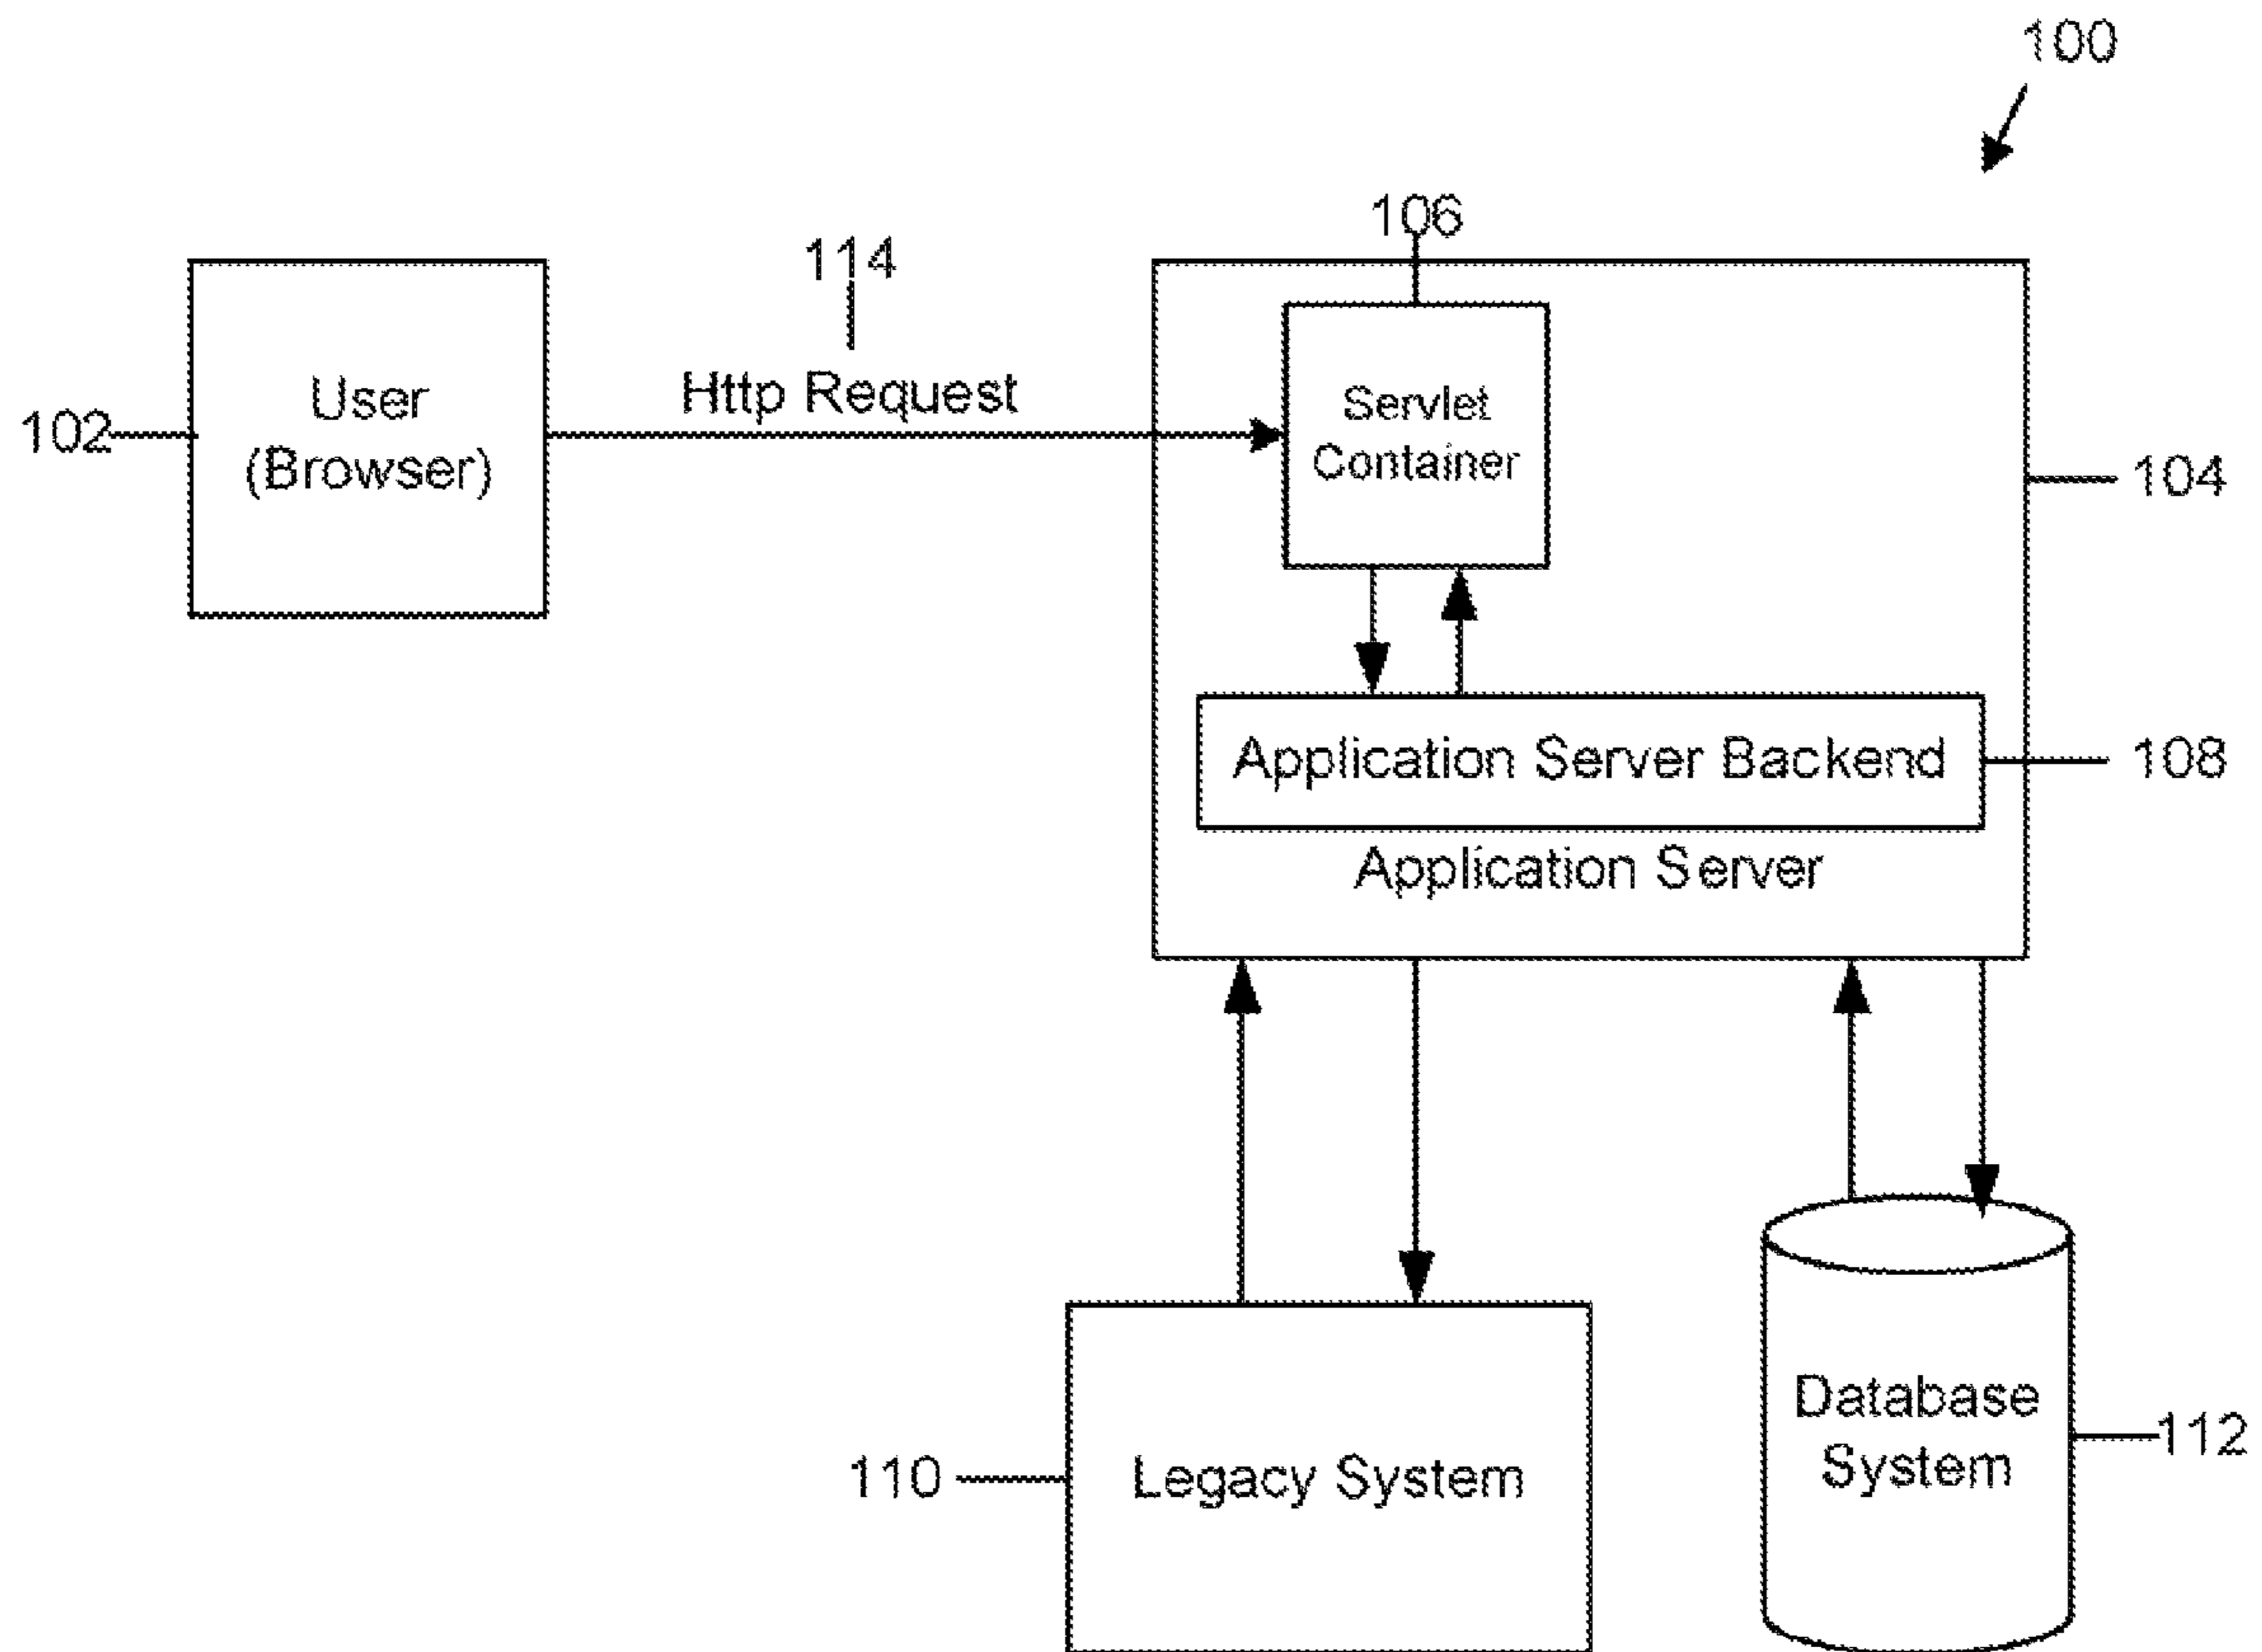 100
106
114
User
(Browser)
102
Http Request
Servlet
Container
104
Application Server Backend
108
Application Server
Database
System
112
110
Legacy System